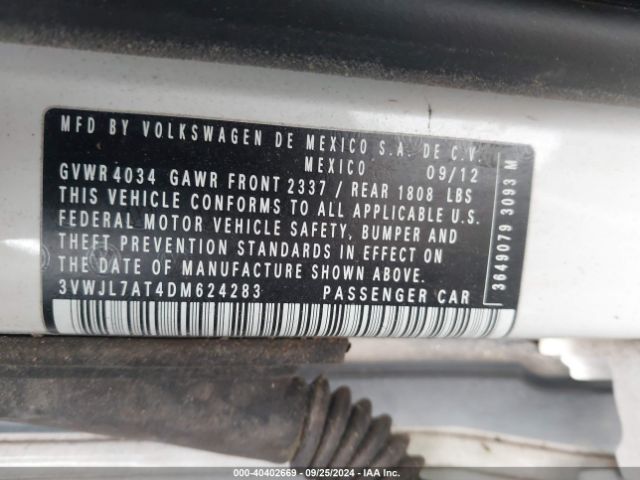 MFD BY VOLKSWAGEN DE MEXICO S.A. DE C.V.
MEXICO 09/12
GVWR 4034 GAWR FRONT 2337 / REAR 1808 LBS
THIS VEHICLE CONFORMS TO ALL APPLICABLE U.S.
FEDERAL MOTOR VEHICLE SAFETY, BUMPER AND
THEFT PREVENTION STANDARDS IN EFFECT ON
THE DATE OF MANUFACTURE SHOWN ABOVE.
3VWJL7AT4DM624283 PASSENGER CAR
3649079 3093 M
000-40402669 - 09/25/2024 - IAA Inc.